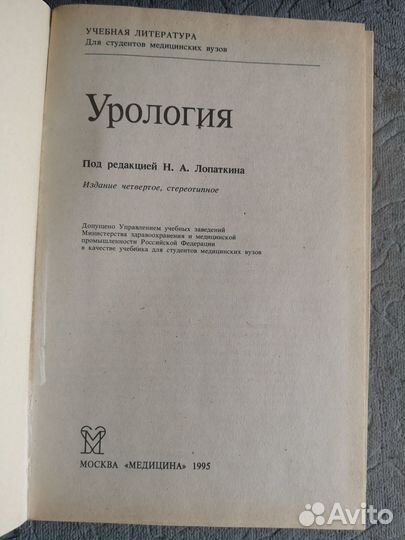 УЧЕБНАЯ ЛИТЕРАТУРА
Для студентов медицинских вузов
Урология
Под редакцией Н. А. Лопаткина
Издание четвертое, стереотипное
Допущено Управлением учебных заведений
Министерства здравоохранения и медицинской
промышленности Российской Федерации
в качестве учебника для студентов медицинских вузов
МОСКВА «МЕДИЦИНА» 1995
Avito